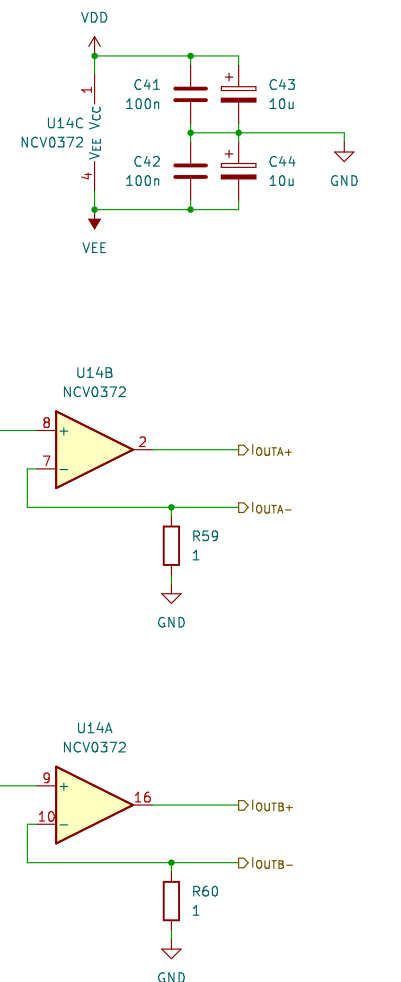 VDD
1
U14C
NCV0372
VCC
VEE
4
VEE
C41
100n
C43
10u
C42
100n
C44
10u
GND
U14B
NCV0372
8
+
7
−
2
IOUTA+
IOUTA−
R59
1
GND
U14A
NCV0372
9
+
10
−
16
IOUTB+
IOUTB−
R60
1
GND